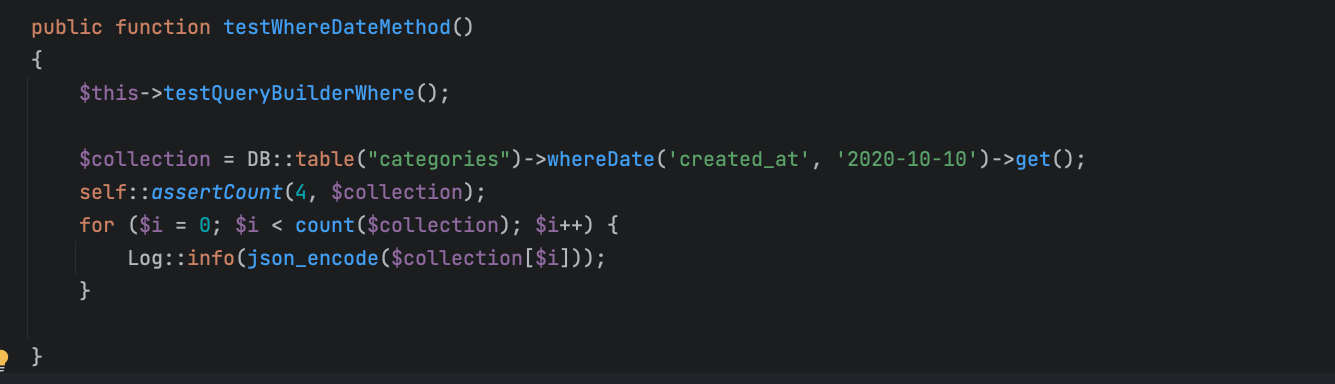 public function testWhereDateMethod()
{
    $this->testQueryBuilderWhere();
    $collection = DB::table("categories")->whereDate('created_at', '2020-10-10')->get();
    self::assertCount(4, $collection);
    for ($i = 0; $i < count($collection); $i++) {
        Log::info(json_encode($collection[$i]));
    }
}